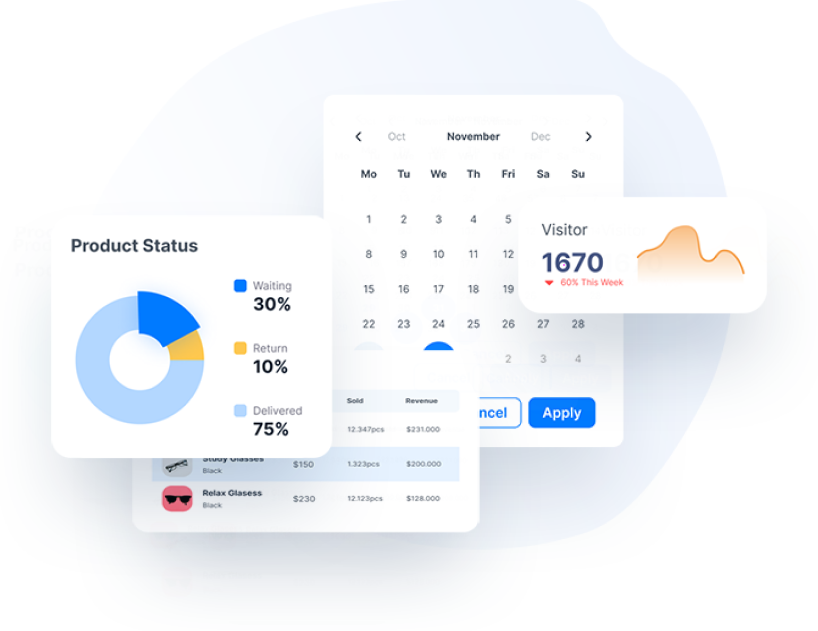 Oct November Dec
Mo Tu We Th Fri Sa Su
1 2 3 4 5
8 9 10 11 12
15 16 17 18 19
22 23 24 25 26 27 28
2 3 4
Apply
Visitor
1670
60% This Week
Product Status
Waiting
30%
Return
10%
Delivered
75%
Sold Revenue
12.347pcs $231.000
Study Glasses
Black
$150 1.323pcs $200.000
Relax Glasess
Black
$230 12.123pcs $128.000